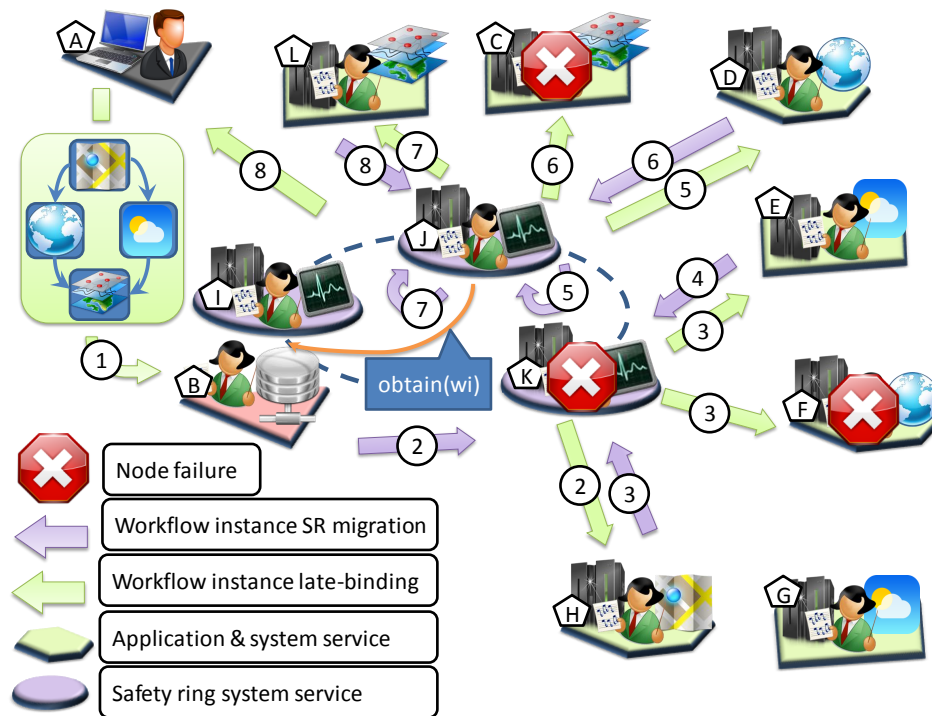 A
L
C
D
8
8
7
6
6
5
E
J
4
I
7
5
3
1
B
obtain(wi)
K
3
F
2
2
3
Node failure
Workflow instance SR migration
Workflow instance late-binding
H
G
Application & system service
Safety ring system service